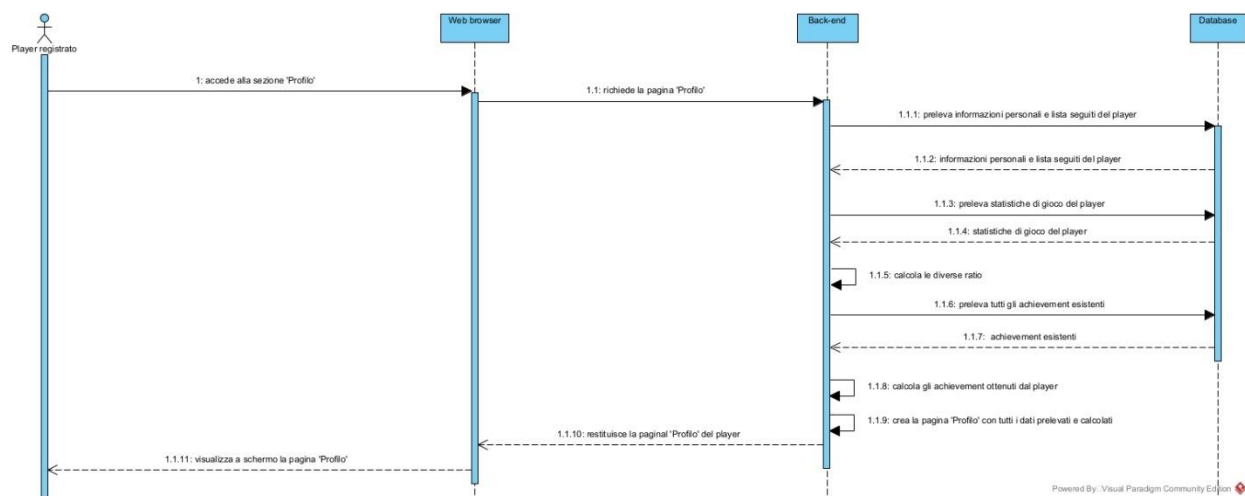 Player registrato
Web browser
Back-end
Database
1: accede alla sezione 'Profilo'
1.1: richiede la pagina 'Profilo'
1.1.1: preleva informazioni personali e lista seguiti del player
1.1.2: informazioni personali e lista seguiti del player
1.1.3: preleva statistiche di gioco del player
1.1.4: statistiche di gioco del player
1.1.5: calcola le diverse ratio
1.1.6: preleva tutti gli achievement esistenti
1.1.7: achievement esistenti
1.1.8: calcola gli achievement ottenuti dal player
1.1.9: crea la pagina 'Profilo' con tutti i dati prelevati e calcolati
1.1.10: restituisce la paginal 'Profilo' del player
1.1.11: visualizza a schermo la pagina 'Profilo'
Powered By: Visual Paradigm Community Edition